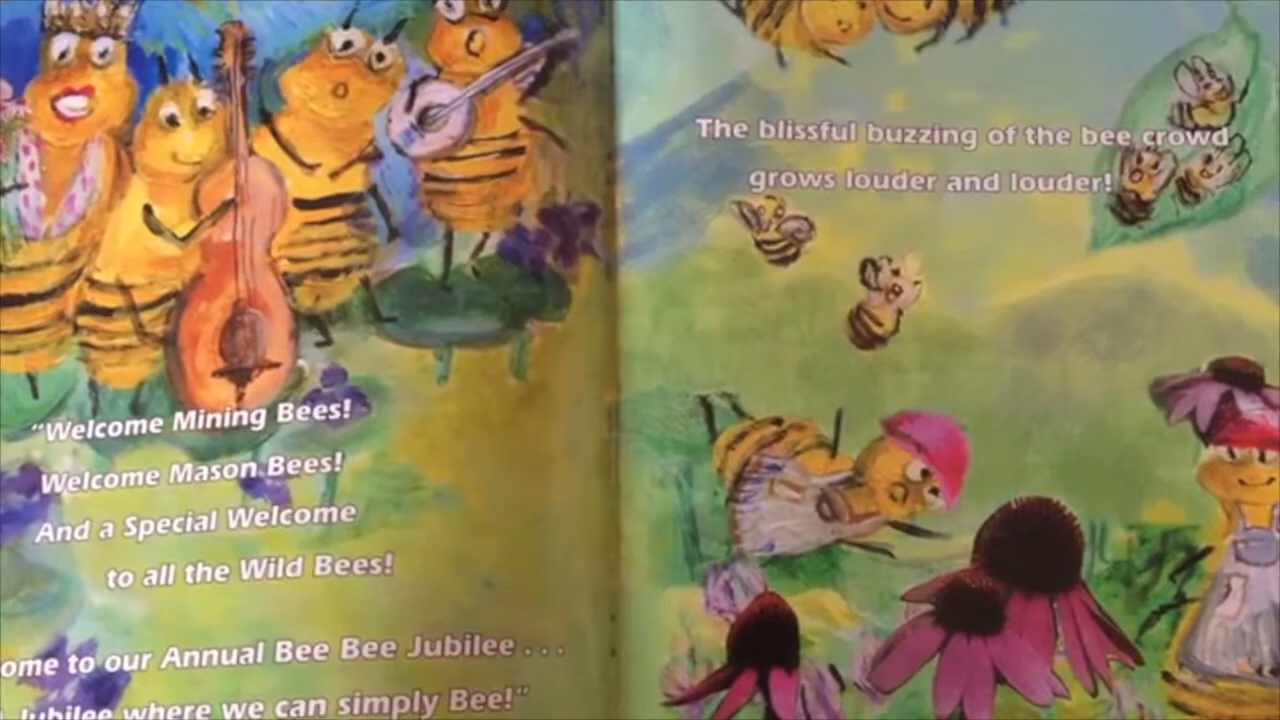 “Welcome Mining Bees!
Welcome Mason Bees!
And a Special Welcome
to all the Wild Bees!
to our Annual Bee Bee Jubilee . . .
Jubilee where we can simply Bee!”
The blissful buzzing of the bee crowd
grows louder and louder!